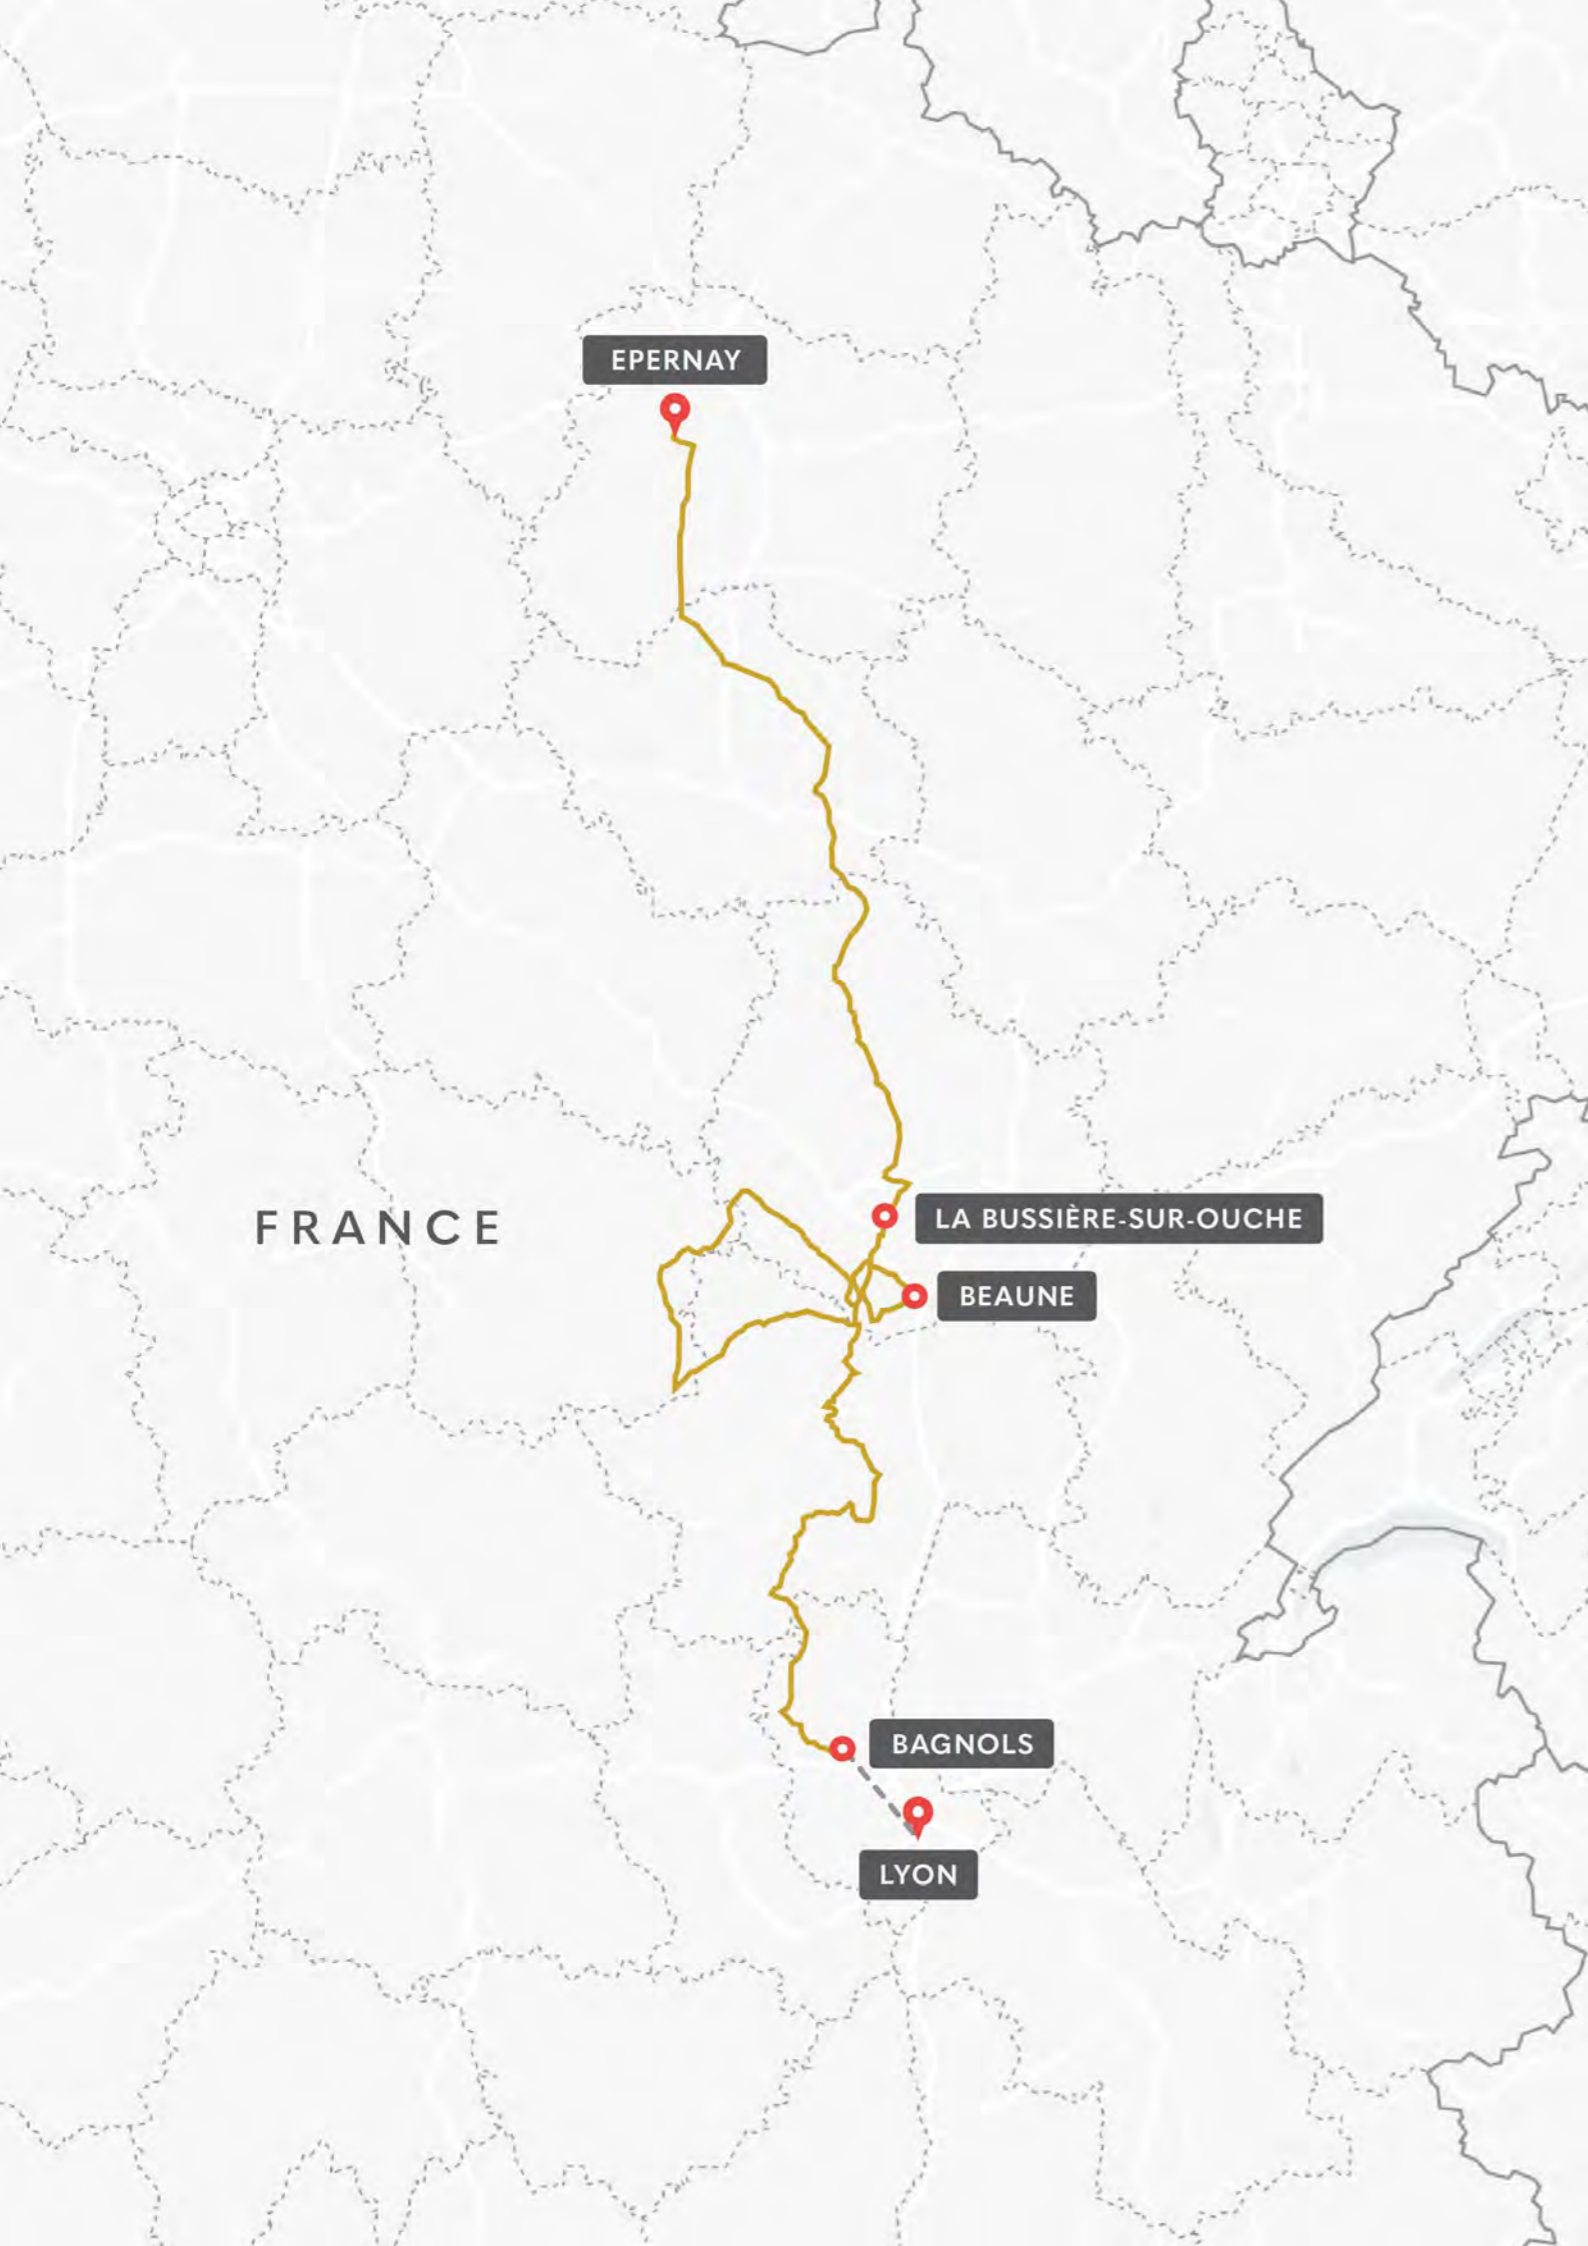 EPERNAY
LA BUSSIÈRE-SUR-OUCHE
FRANCE
BEAUNE
BAGNOLS
LYON